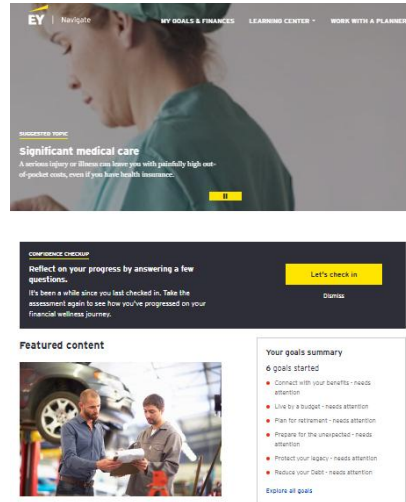 EY | Navigate
MY GOALS & FINANCES LEARNING CENTER WORK WITH A PLANNER
SUGGESTED TOPIC
Significant medical care
A serious injury or illness can leave you with painfully high out-
of-pocket costs, even if you have health insurance.
CONFIDENCE CHECKUP
Reflect on your progress by answering a few
questions.
It's been a while since you last checked in. Take the
assessment again to see how you've progressed on your
financial wellness journey.
Let's check in
Dismiss
Featured content
Your goals summary
6 goals started
Connect with your benefits - needs
attention
Live by a budget - needs attention
Plan for retirement - needs attention
Prepare for the unexpected - needs
attention
Protect your legacy - needs attention
Reduce your Debt - needs attention
Explore all goals